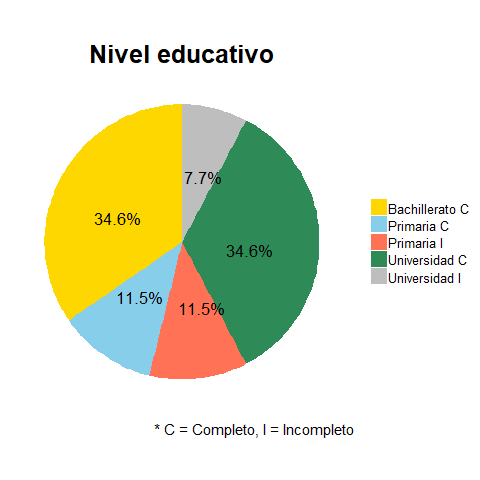 Nivel educativo
7.7%
34.6%
34.6%
11.5%
11.5%
Bachillerato C
Primaria C
Primaria I
Universidad C
Universidad I
* C = Completo, I = Incompleto